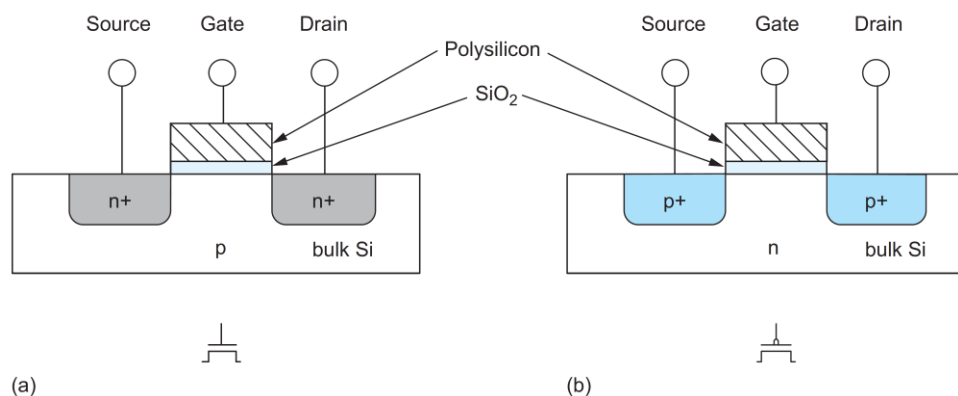 Source Gate Drain
Source Gate Drain
Polysilicon
SiO2
n+ n+
p bulk Si
p+ p+
n bulk Si
(a)
(b)